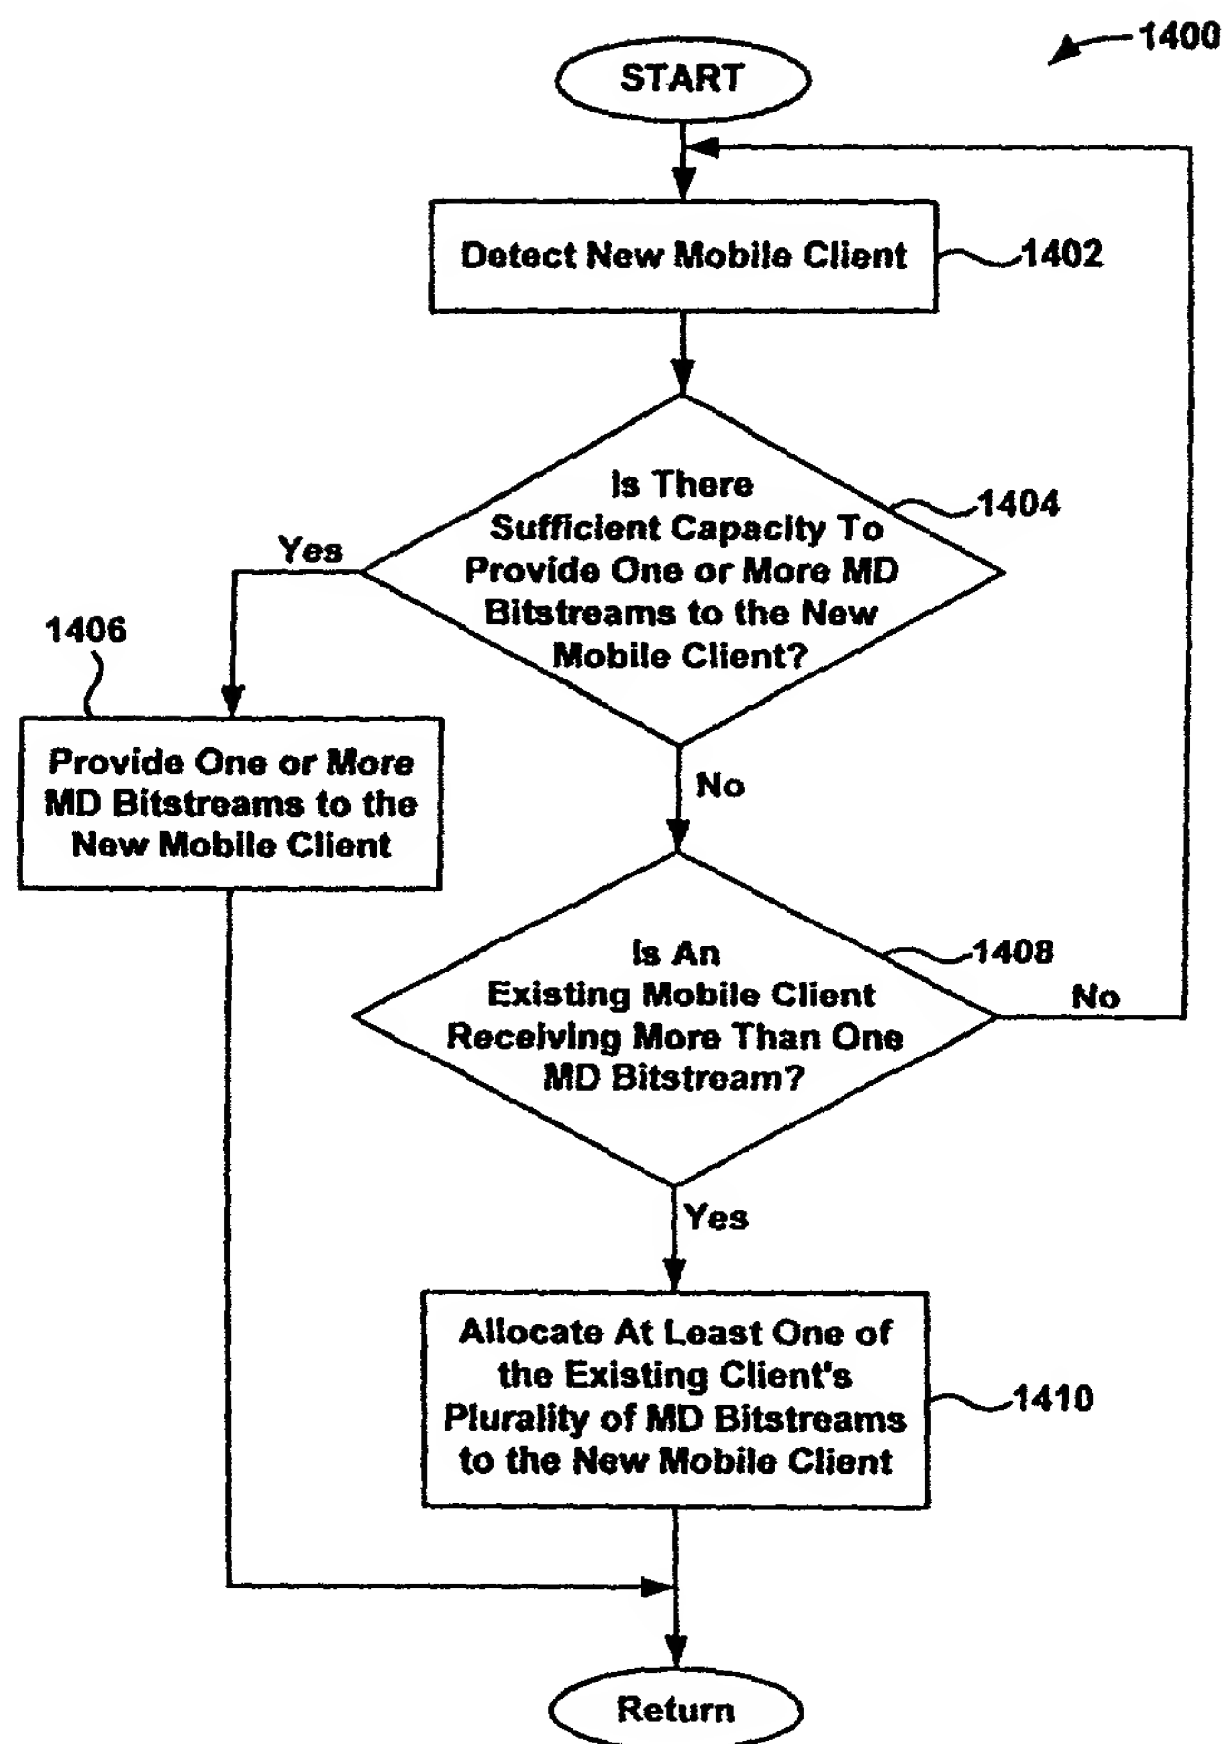 1400
START
Detect New Mobile Client
1402
Is There
Sufficient Capacity To
Provide One or More MD
Bitstreams to the New
Mobile Client?
1404
Yes
1406
Provide One or More
MD Bitstreams to the
New Mobile Client
No
Is An
Existing Mobile Client
Receiving More Than One
MD Bitstream?
1408
No
Yes
Allocate At Least One of
the Existing Client's
Plurality of MD Bitstreams
to the New Mobile Client
1410
Return